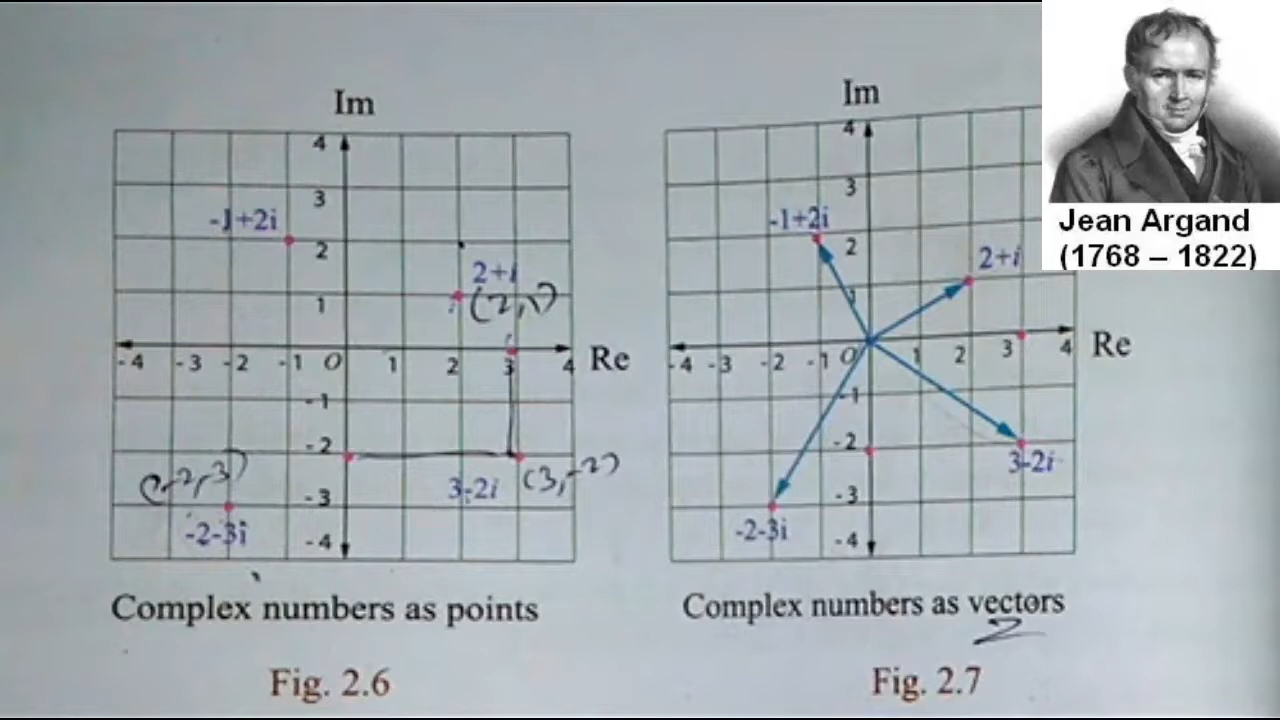 Im
4
3
-1+2i
2
2+i
(2,1)
1
-4 -3 -2 -1 O 1 2 3 4 Re
-1
-2
(-2,3)
3-2i (3,-2)
-3
-2-3i
-4
Complex numbers as points
Fig. 2.6
Im
4
3
-1+2i
2
2+i
1
-4 -3 -2 -1 O 1 2 3 4 Re
-1
-2
3-2i
-3
-2-3i
-4
Complex numbers as vectors
Fig. 2.7
Jean Argand
(1768 – 1822)